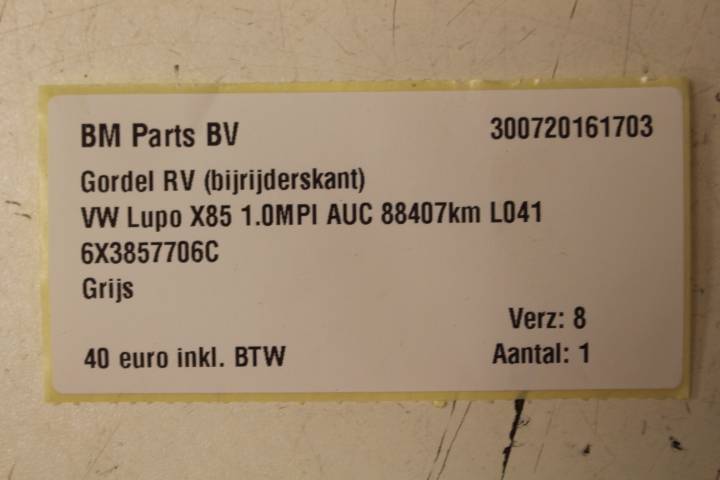 BM Parts BV 300720161703
Gordel RV (bijrijderskant)
VW Lupo X85 1.0MPI AUC 88407km L041
6X3857706C
Grijs
Verz: 8
40 euro inkl. BTW Aantal: 1